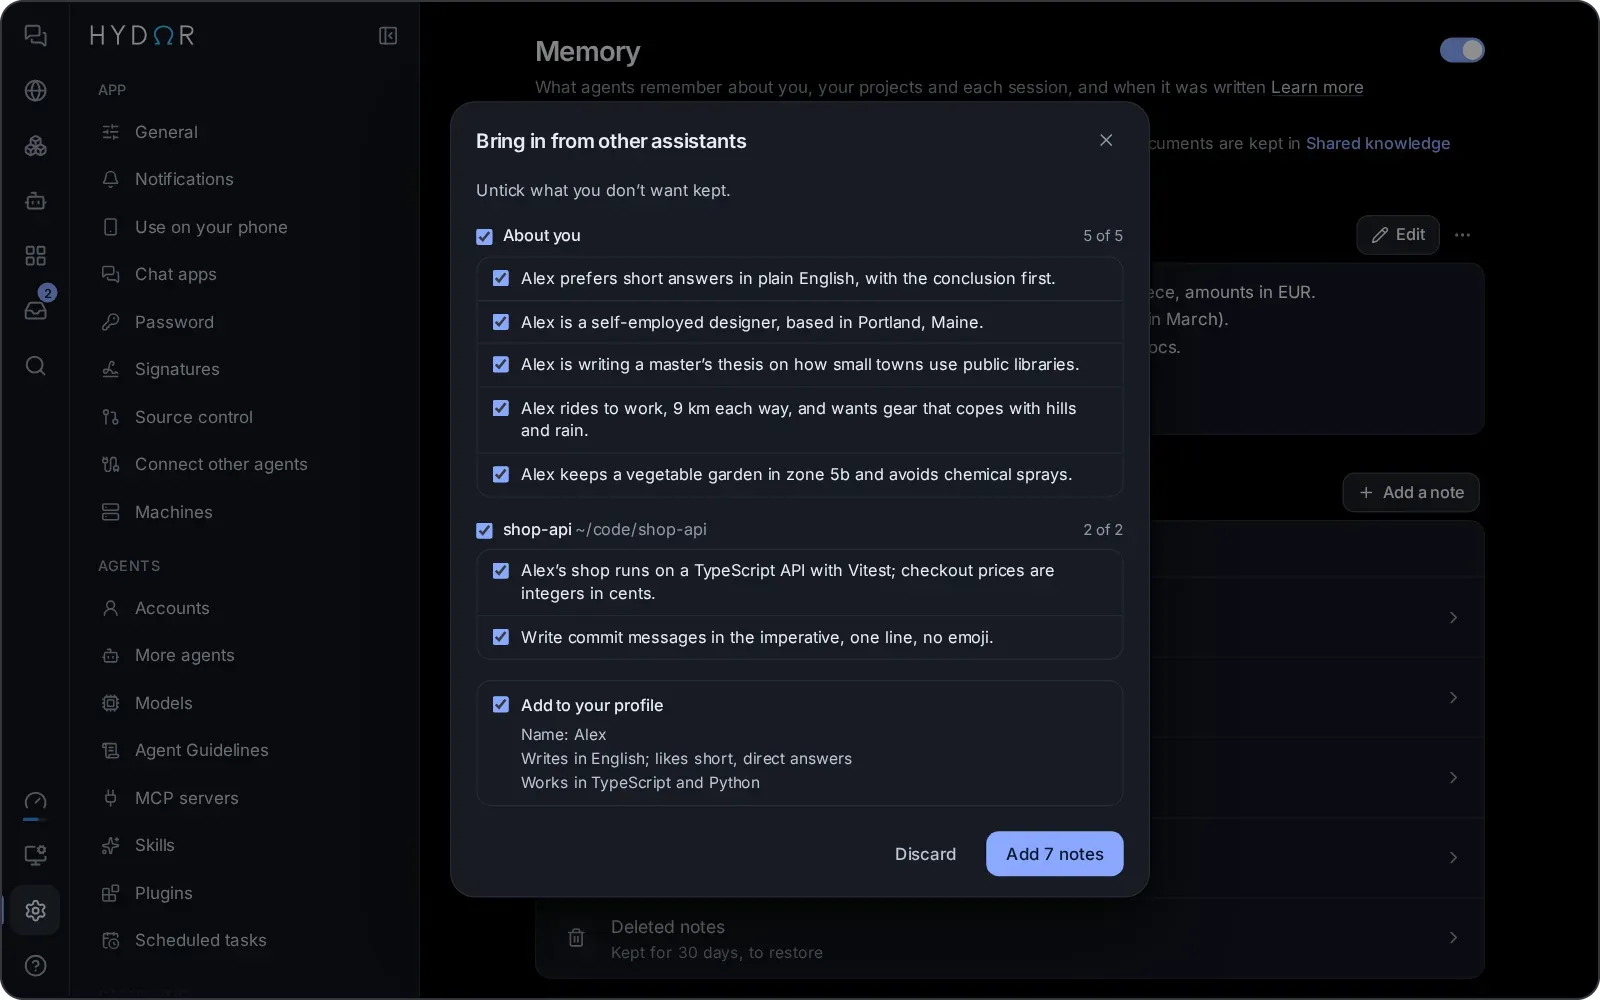 HYDΩR
APP
General
Notifications
Use on your phone
Chat apps
Password
Signatures
Source control
Connect other agents
Machines
AGENTS
Accounts
More agents
Models
Agent Guidelines
MCP servers
Skills
Plugins
Scheduled tasks
2
Memory
What agents remember about you, your projects and each session, and when it was written Learn more
are kept in Shared knowledge
Edit
amounts in EUR.
in March).
Add a note
Deleted notes
Kept for 30 days, to restore
Bring in from other assistants
Untick what you don’t want kept.
About you
5 of 5
Alex prefers short answers in plain English, with the conclusion first.
Alex is a self-employed designer, based in Portland, Maine.
Alex is writing a master’s thesis on how small towns use public libraries.
Alex rides to work, 9 km each way, and wants gear that copes with hills
and rain.
Alex keeps a vegetable garden in zone 5b and avoids chemical sprays.
shop-api ~/code/shop-api
2 of 2
Alex’s shop runs on a TypeScript API with Vitest; checkout prices are
integers in cents.
Write commit messages in the imperative, one line, no emoji.
Add to your profile
Name: Alex
Writes in English; likes short, direct answers
Works in TypeScript and Python
Discard
Add 7 notes